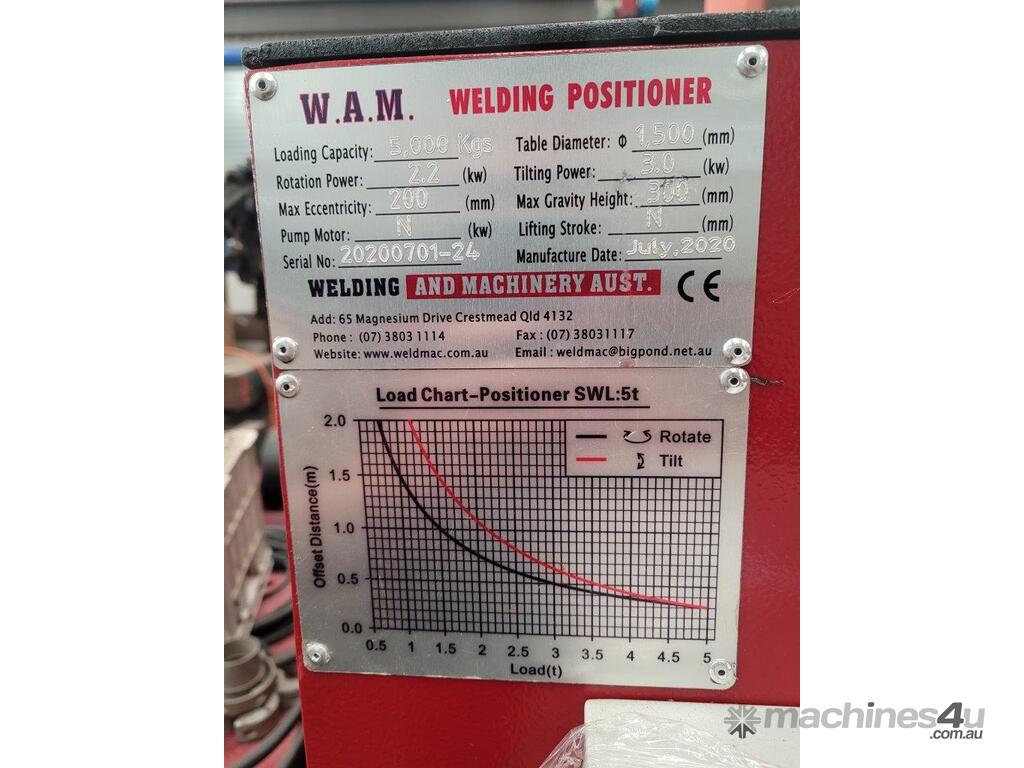 W.A.M. WELDING POSITIONER
Loading Capacity: 5,000 Kgs Table Diameter: Φ 1,500 (mm)
Rotation Power: 2.2 (kw) Tilting Power: 3.0 (kw)
Max Eccentricity: 200 (mm) Max Gravity Height: 300 (mm)
Pump Motor: N (kw) Lifting Stroke: N (mm)
Serial No: 20200701-24 Manufacture Date: July,2020
WELDING AND MACHINERY AUST. CE
Add: 65 Magnesium Drive Crestmead Qld 4132
Phone: (07) 3803 1114 Fax: (07) 38031117
Website: www.weldmac.com.au Email: weldmac@bigpond.net.au
Load Chart-Positioner SWL:5t
Rotate
Tilt
Offset Distance(m)
2.0
1.5
1.0
0.5
0.0
0.5 1 1.5 2 2.5 3 3.5 4 4.5 5
Load(t)
machines4u
.com.au